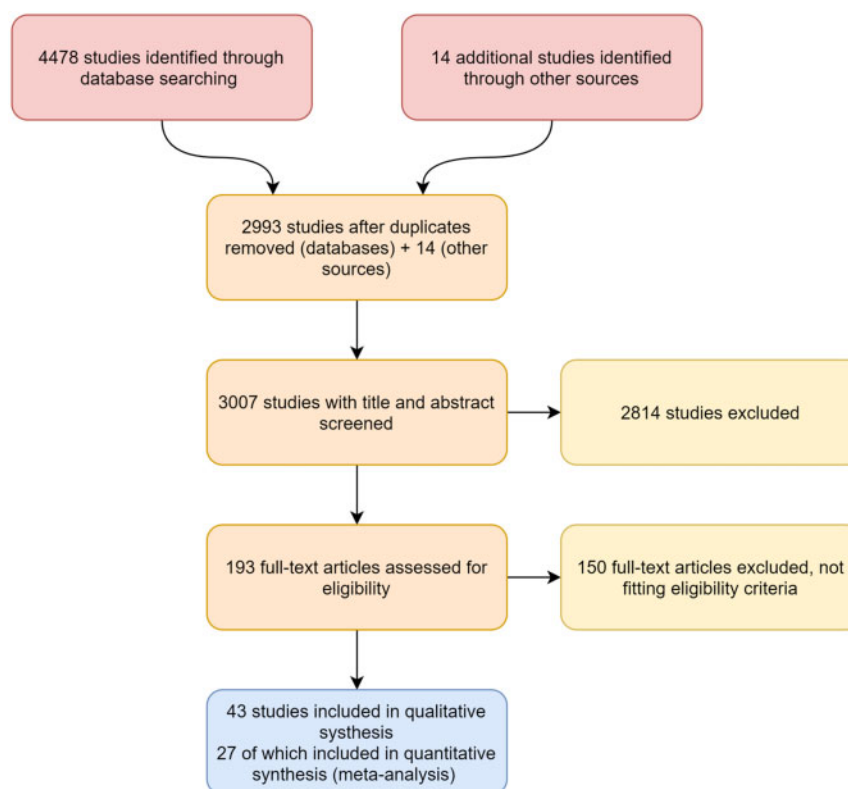 4478 studies identified through
database searching
14 additional studies identified
through other sources
2993 studies after duplicates
removed (databases) + 14 (other
sources)
3007 studies with title and abstract
screened
2814 studies excluded
193 full-text articles assessed for
eligibility
150 full-text articles excluded, not
fitting eligibility criteria
43 studies included in qualitative
systhesis
27 of which included in quantitative
synthesis (meta-analysis)